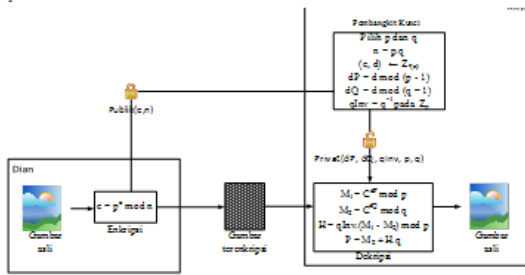 Pembangkit Kunci
Pilih p dan q
n = p.q
(e, d) ← Z
dP = d mod (p - 1)
dQ = d mod (q - 1)
qInv = q⁻¹ pada Zp
Publik(e,n)
Privat(dP, dQ, qInv, p, q)
Dian
c = pᵉ mod n
Enkripsi
Gambar
asli
Gambar
terenkripsi
M₁ = C^dP mod p
M₂ = C^dQ mod q
H = qInv.(M₁ - M₂) mod p
P = M₂ + H.q
Dekripsi
Gambar
asli